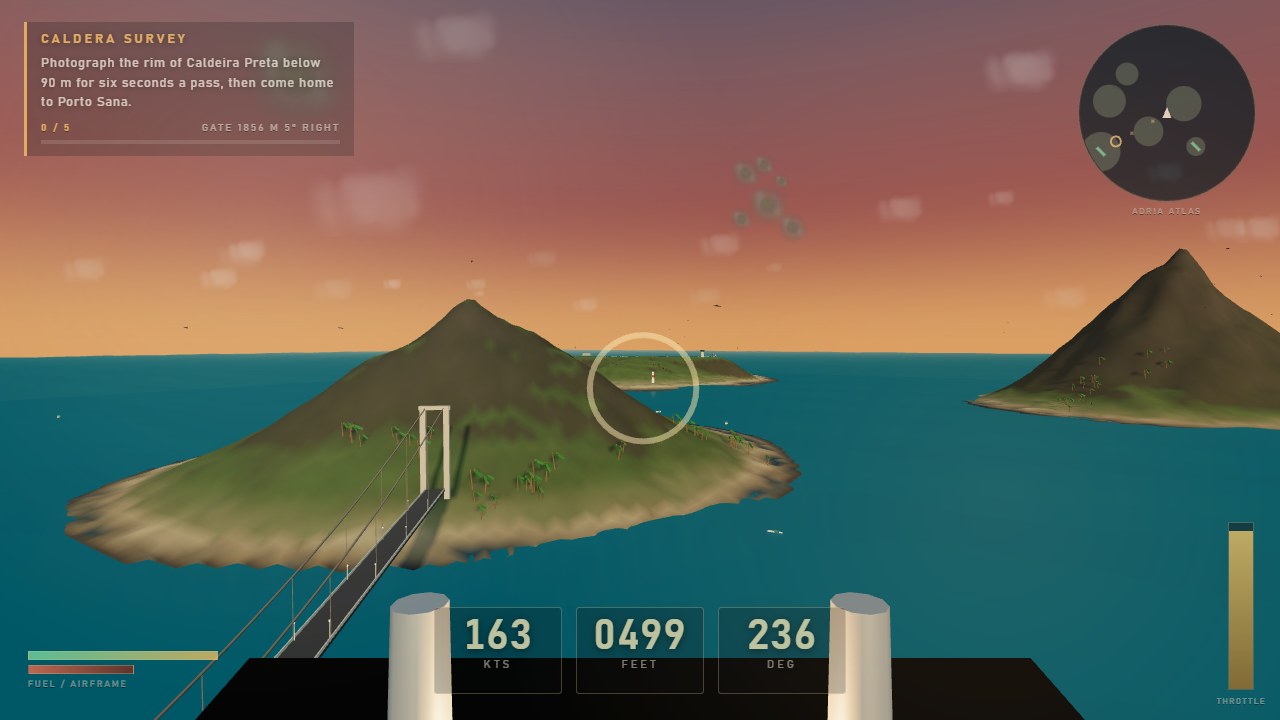 CALDERA SURVEY
Photograph the rim of Caldeira Preta below
90 m for six seconds a pass, then come home
to Porto Sana.
0 / 5 GATE 1856 M 5° RIGHT
ADRIA ATLAS
163 0499 236
KTS FEET DEG
FUEL / AIRFRAME
THROTTLE